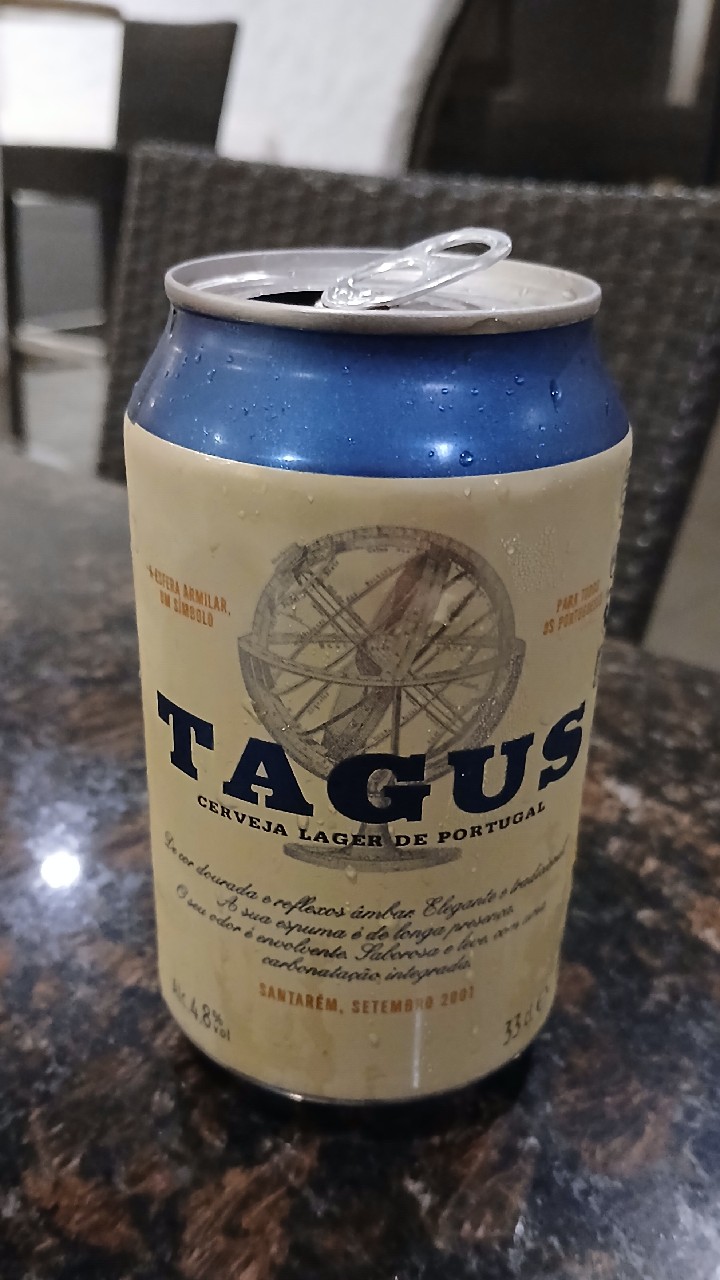 A ESFERA ARMILAR,
UM SÍMBOLO
PARA TODOS
OS PORTUGUESES
TAGUS
CERVEJA LAGER DE PORTUGAL
De cor dourada e reflexos âmbar. Elegante e tradicional.
A sua espuma é de longa presença.
O seu odor é envolvente. Saborosa e leve, com uma
carbonatação integrada.
SANTARÉM, SETEMBRO 2001
ALC. 4,8% vol
33 cl e